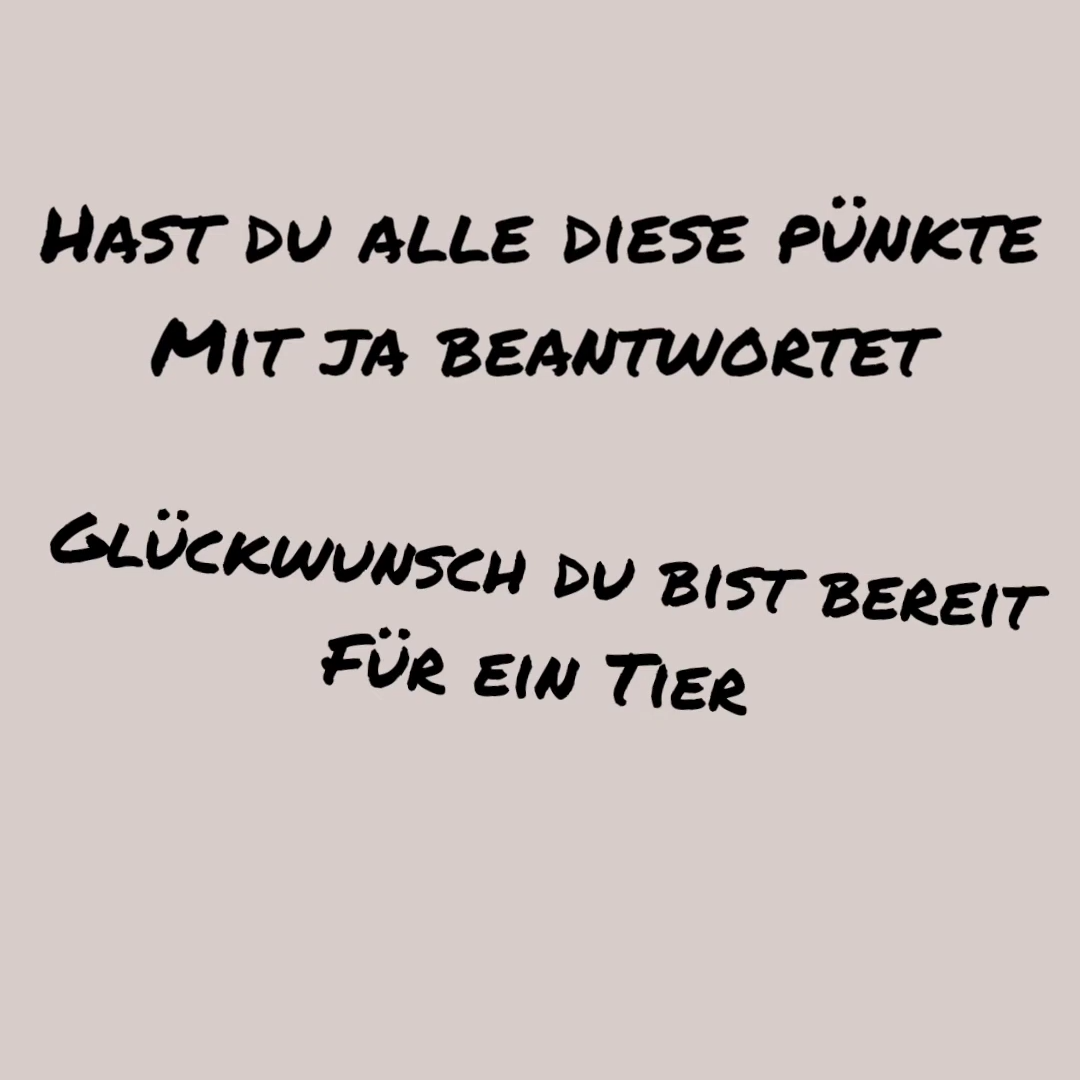 Hast du alle diese pünkte
Mit ja beantwortet
Glückwunsch du bist bereit
Für ein Tier